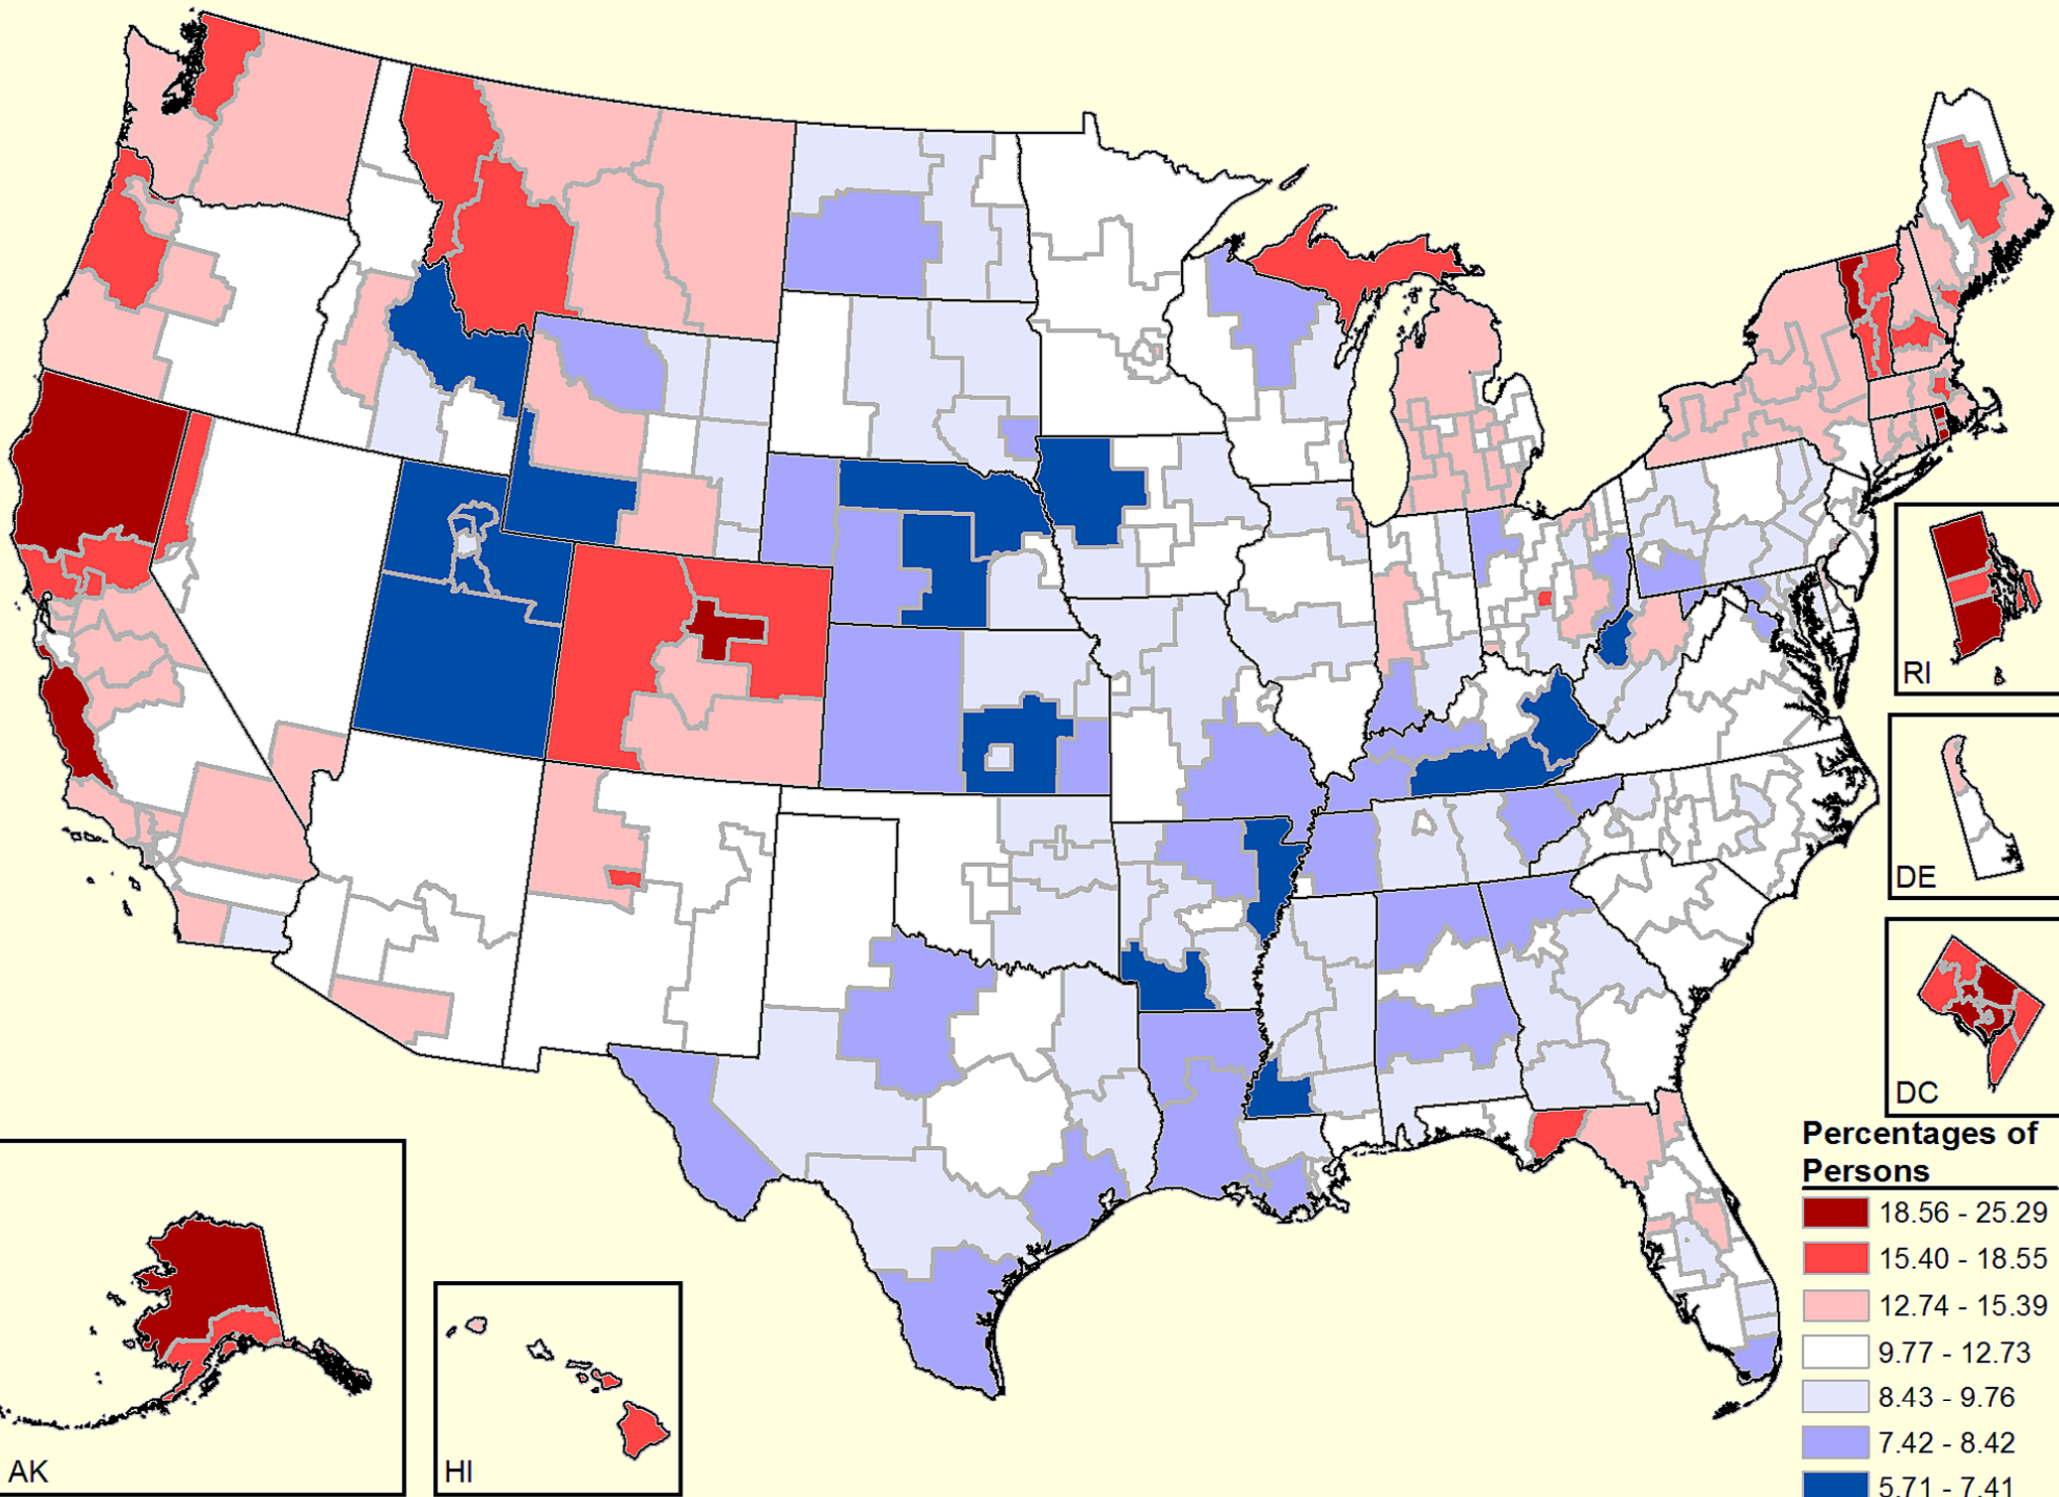 RI
DE
DC
AK
HI
Percentages of
Persons
18.56 - 25.29
15.40 - 18.55
12.74 - 15.39
9.77 - 12.73
8.43 - 9.76
7.42 - 8.42
5.71 - 7.41